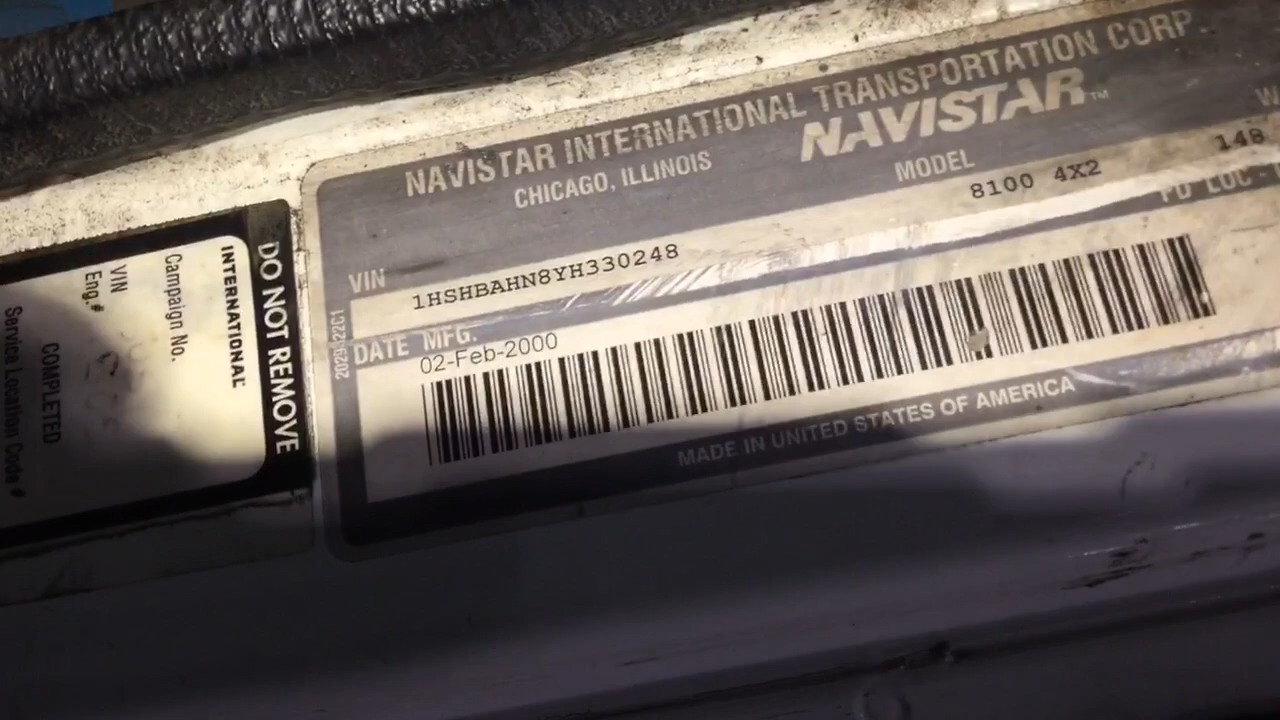 NAVISTAR INTERNATIONAL TRANSPORTATION CORP.
CHICAGO, ILLINOIS
NAVISTAR™
MODEL
8100 4X2
148
VIN
1HSHBAHN8YH330248
DATE MFG.
02-Feb-2000
MADE IN UNITED STATES OF AMERICA
DO NOT REMOVE
INTERNATIONAL
Campaign No.
VIN
Eng.#
COMPLETED
Service Location Code #